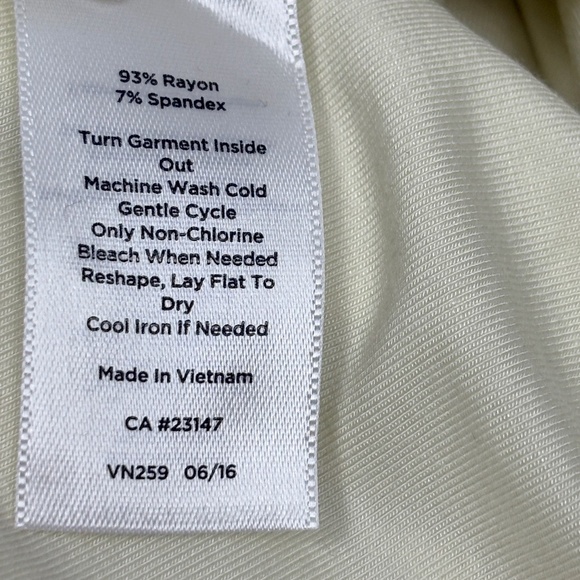 93% Rayon
7% Spandex
Turn Garment Inside
Out
Machine Wash Cold
Gentle Cycle
Only Non-Chlorine
Bleach When Needed
Reshape, Lay Flat To
Dry
Cool Iron If Needed
Made In Vietnam
CA #23147
VN259 06/16